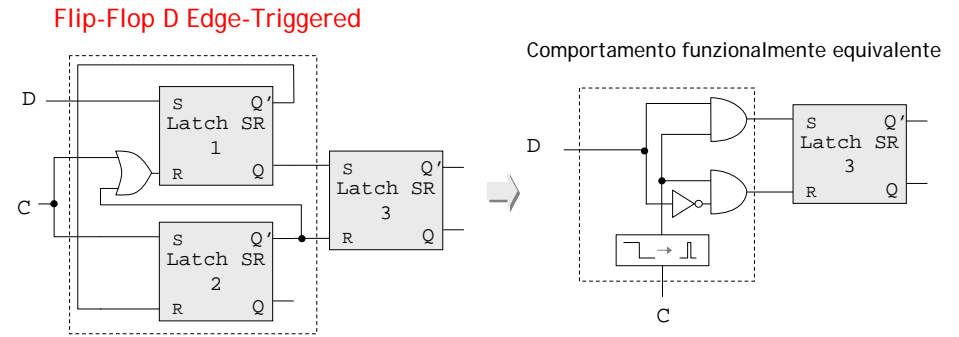 Flip-Flop D Edge-Triggered
Comportamento funzionalmente equivalente
D
C
S Q'
Latch SR
1
R Q
S Q'
Latch SR
2
R Q
S Q'
Latch SR
3
R Q
D
C
S Q'
Latch SR
3
R Q